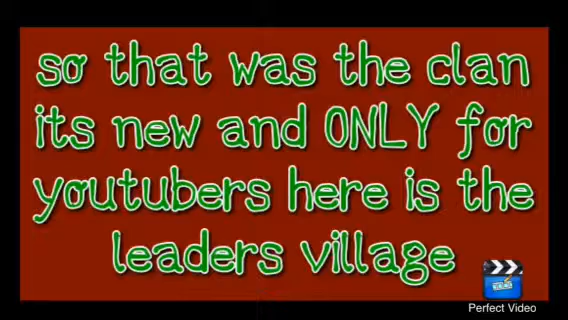 so that was the clan
its new and ONLY for
youtubers here is the
leaders village
Perfect Video